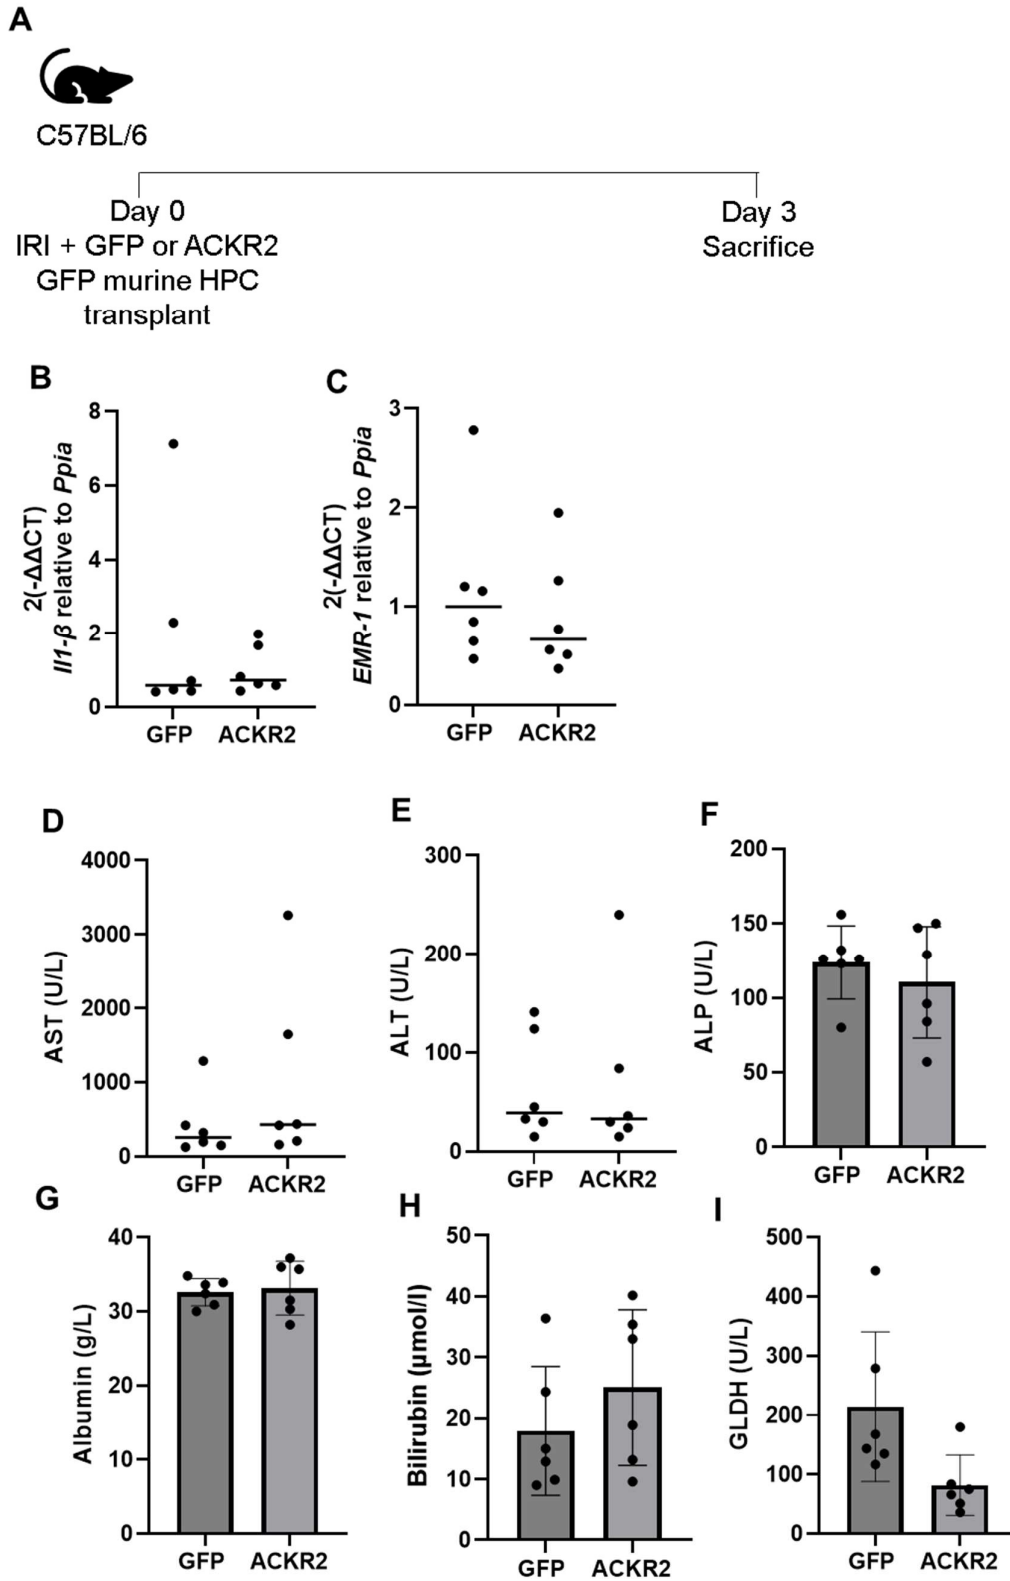 A
C57BL/6
Day 0
IRI + GFP or ACKR2
GFP murine HPC
transplant
Day 3
Sacrifice
B
2(-ΔΔCT)
Il1-β relative to Ppia
8
6
4
2
0
GFP ACKR2
C
2(-ΔΔCT)
EMR-1 relative to Ppia
3
2
1
0
GFP ACKR2
D
AST (U/L)
4000
3000
2000
1000
0
GFP ACKR2
E
ALT (U/L)
300
200
100
0
GFP ACKR2
F
ALP (U/L)
200
150
100
50
0
GFP ACKR2
G
Albumin (g/L)
40
30
20
10
0
GFP ACKR2
H
Bilirubin (µmol/l)
50
40
30
20
10
0
GFP ACKR2
I
GLDH (U/L)
500
400
300
200
100
0
GFP ACKR2